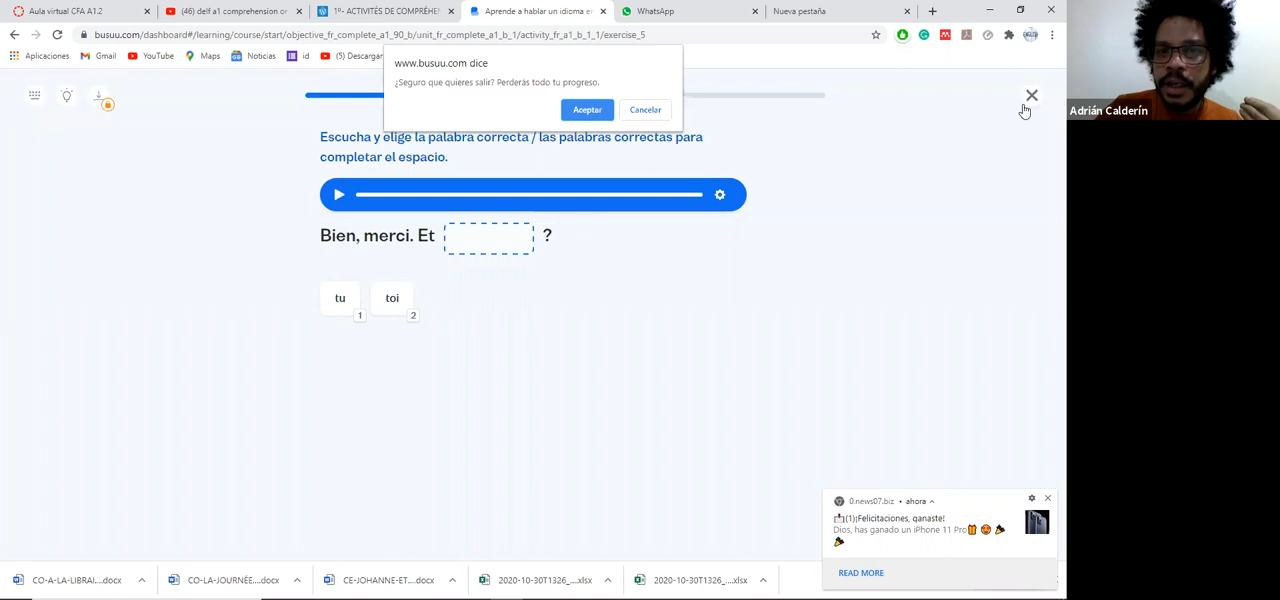 Aula virtual CFA A1.2
(46) delf a1 comprehension or
1º- ACTIVITÉS DE COMPRÉHE
Aprende a hablar un idioma en
WhatsApp
Nueva pestaña
busuu.com/dashboard#/learning/course/start/objective_fr_complete_a1_90_b/unit_fr_complete_a1_b_1/activity_fr_a1_b_1_1/exercise_5
Aplicaciones
Gmail
YouTube
Maps
Noticias
id
(5) Descargar
www.busuu.com dice
¿Seguro que quieres salir? Perderás todo tu progreso.
Aceptar
Cancelar
Adrián Calderín
Escucha y elige la palabra correcta / las palabras correctas para
completar el espacio.
Bien, merci. Et ?
tu
1
toi
2
0.news07.biz • ahora
(1)¡Felicitaciones, ganaste!
Dios, has ganado un iPhone 11 Pro
READ MORE
CO-A-LA-LIBRAI....docx
CO-LA-JOURNÉE....docx
CE-JOHANNE-ET....docx
2020-10-30T1326_....xlsx
2020-10-30T1326_....xlsx